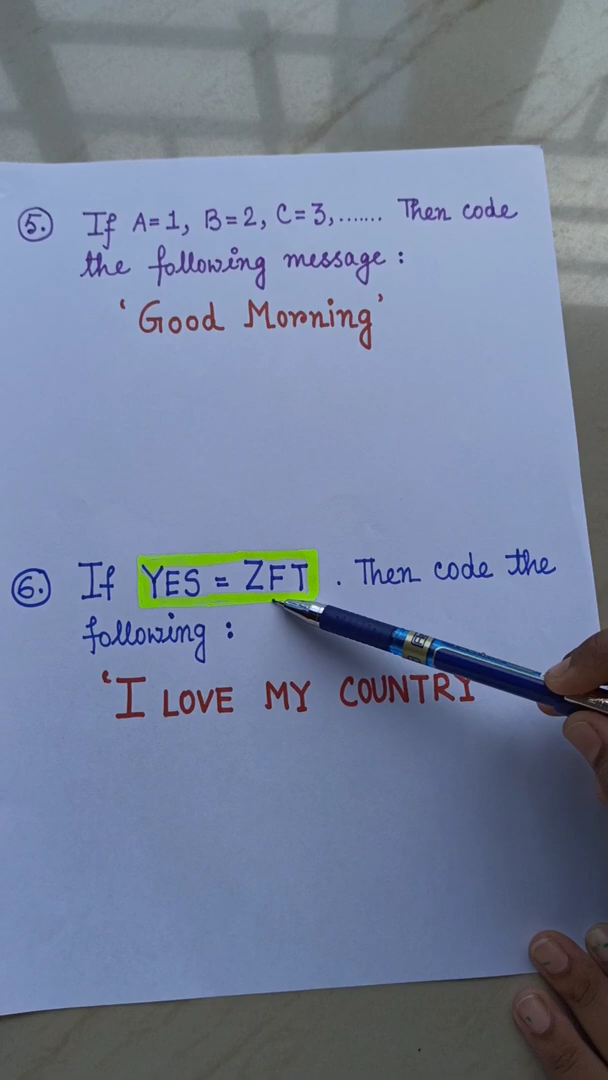 5. If A=1, B=2, C=3,....... Then code
the following message :
'Good Morning'
6. If YES = ZFT . Then code the
following :
'I LOVE MY COUNTRY